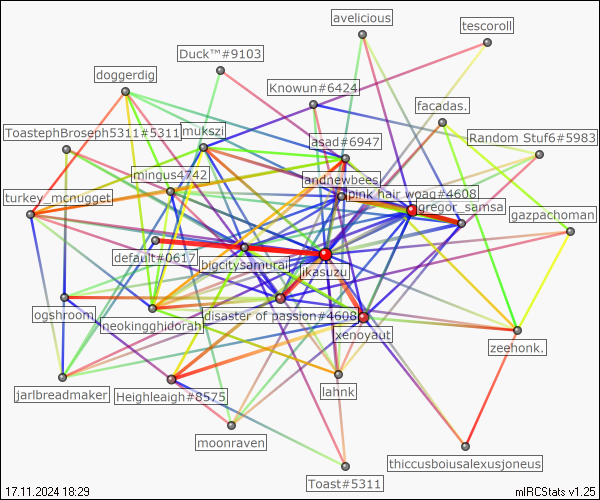 avelicious
tescoroll
Duck™#9103
doggerdig
Knowun#6424
facadas.
ToastephBroseph5311#5311
mukszi
asad#6947
Random Stuf6#5983
mingus4742
andnewbees
turkey_mcnugget
pink hair woag#4608
gregor_samsa
gazpachoman
default#0617
bigcitysamurai
jikasuzu
ogshroomi
neokingghidorah
disaster of passion#4608
xenoyaut
zeehonk.
jarlbreadmaker
Heighleaigh#8575
lahnk
moonraven
thiccusboiusalexusjoneus
Toast#5311
17.11.2024 18:29
mIRCStats v1.25